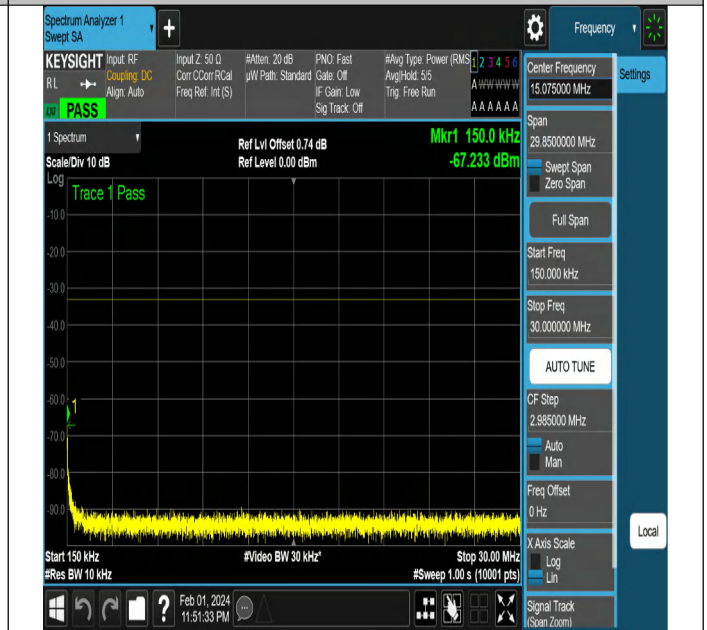 Spectrum Analyzer 1
Swept SA
+
Frequency
KEYSIGHT
RL
PASS
Input: RF
Coupling: DC
Align: Auto
Input Z: 50 Ω
Corr CCorr RCal
Freq Ref: Int (S)
#Atten: 20 dB
µW Path: Standard
PNO: Fast
Gate: Off
IF Gain: Low
Sig Track: Off
#Avg Type: Power (RMS
Avg|Hold: 5/5
Trig: Free Run
1 2 3 4 5 6
A W W W W W
A A A A A A
1 Spectrum
Scale/Div 10 dB
Ref Lvl Offset 0.74 dB
Ref Level 0.00 dBm
Mkr1 150.0 kHz
-67.233 dBm
Log
Trace 1 Pass
-10.0
-20.0
-30.0
-40.0
-50.0
-60.0
1
-70.0
-80.0
-90.0
Start 150 kHz
#Res BW 10 kHz
#Video BW 30 kHz*
Stop 30.00 MHz
#Sweep 1.00 s (10001 pts)
Center Frequency
15.075000 MHz
Settings
Span
29.8500000 MHz
Swept Span
Zero Span
Full Span
Start Freq
150.000 kHz
Stop Freq
30.000000 MHz
AUTO TUNE
CF Step
2.985000 MHz
Auto
Man
Freq Offset
0 Hz
X Axis Scale
Log
Lin
Local
Signal Track
(Span Zoom)
?
Feb 01, 2024
11:51:33 PM